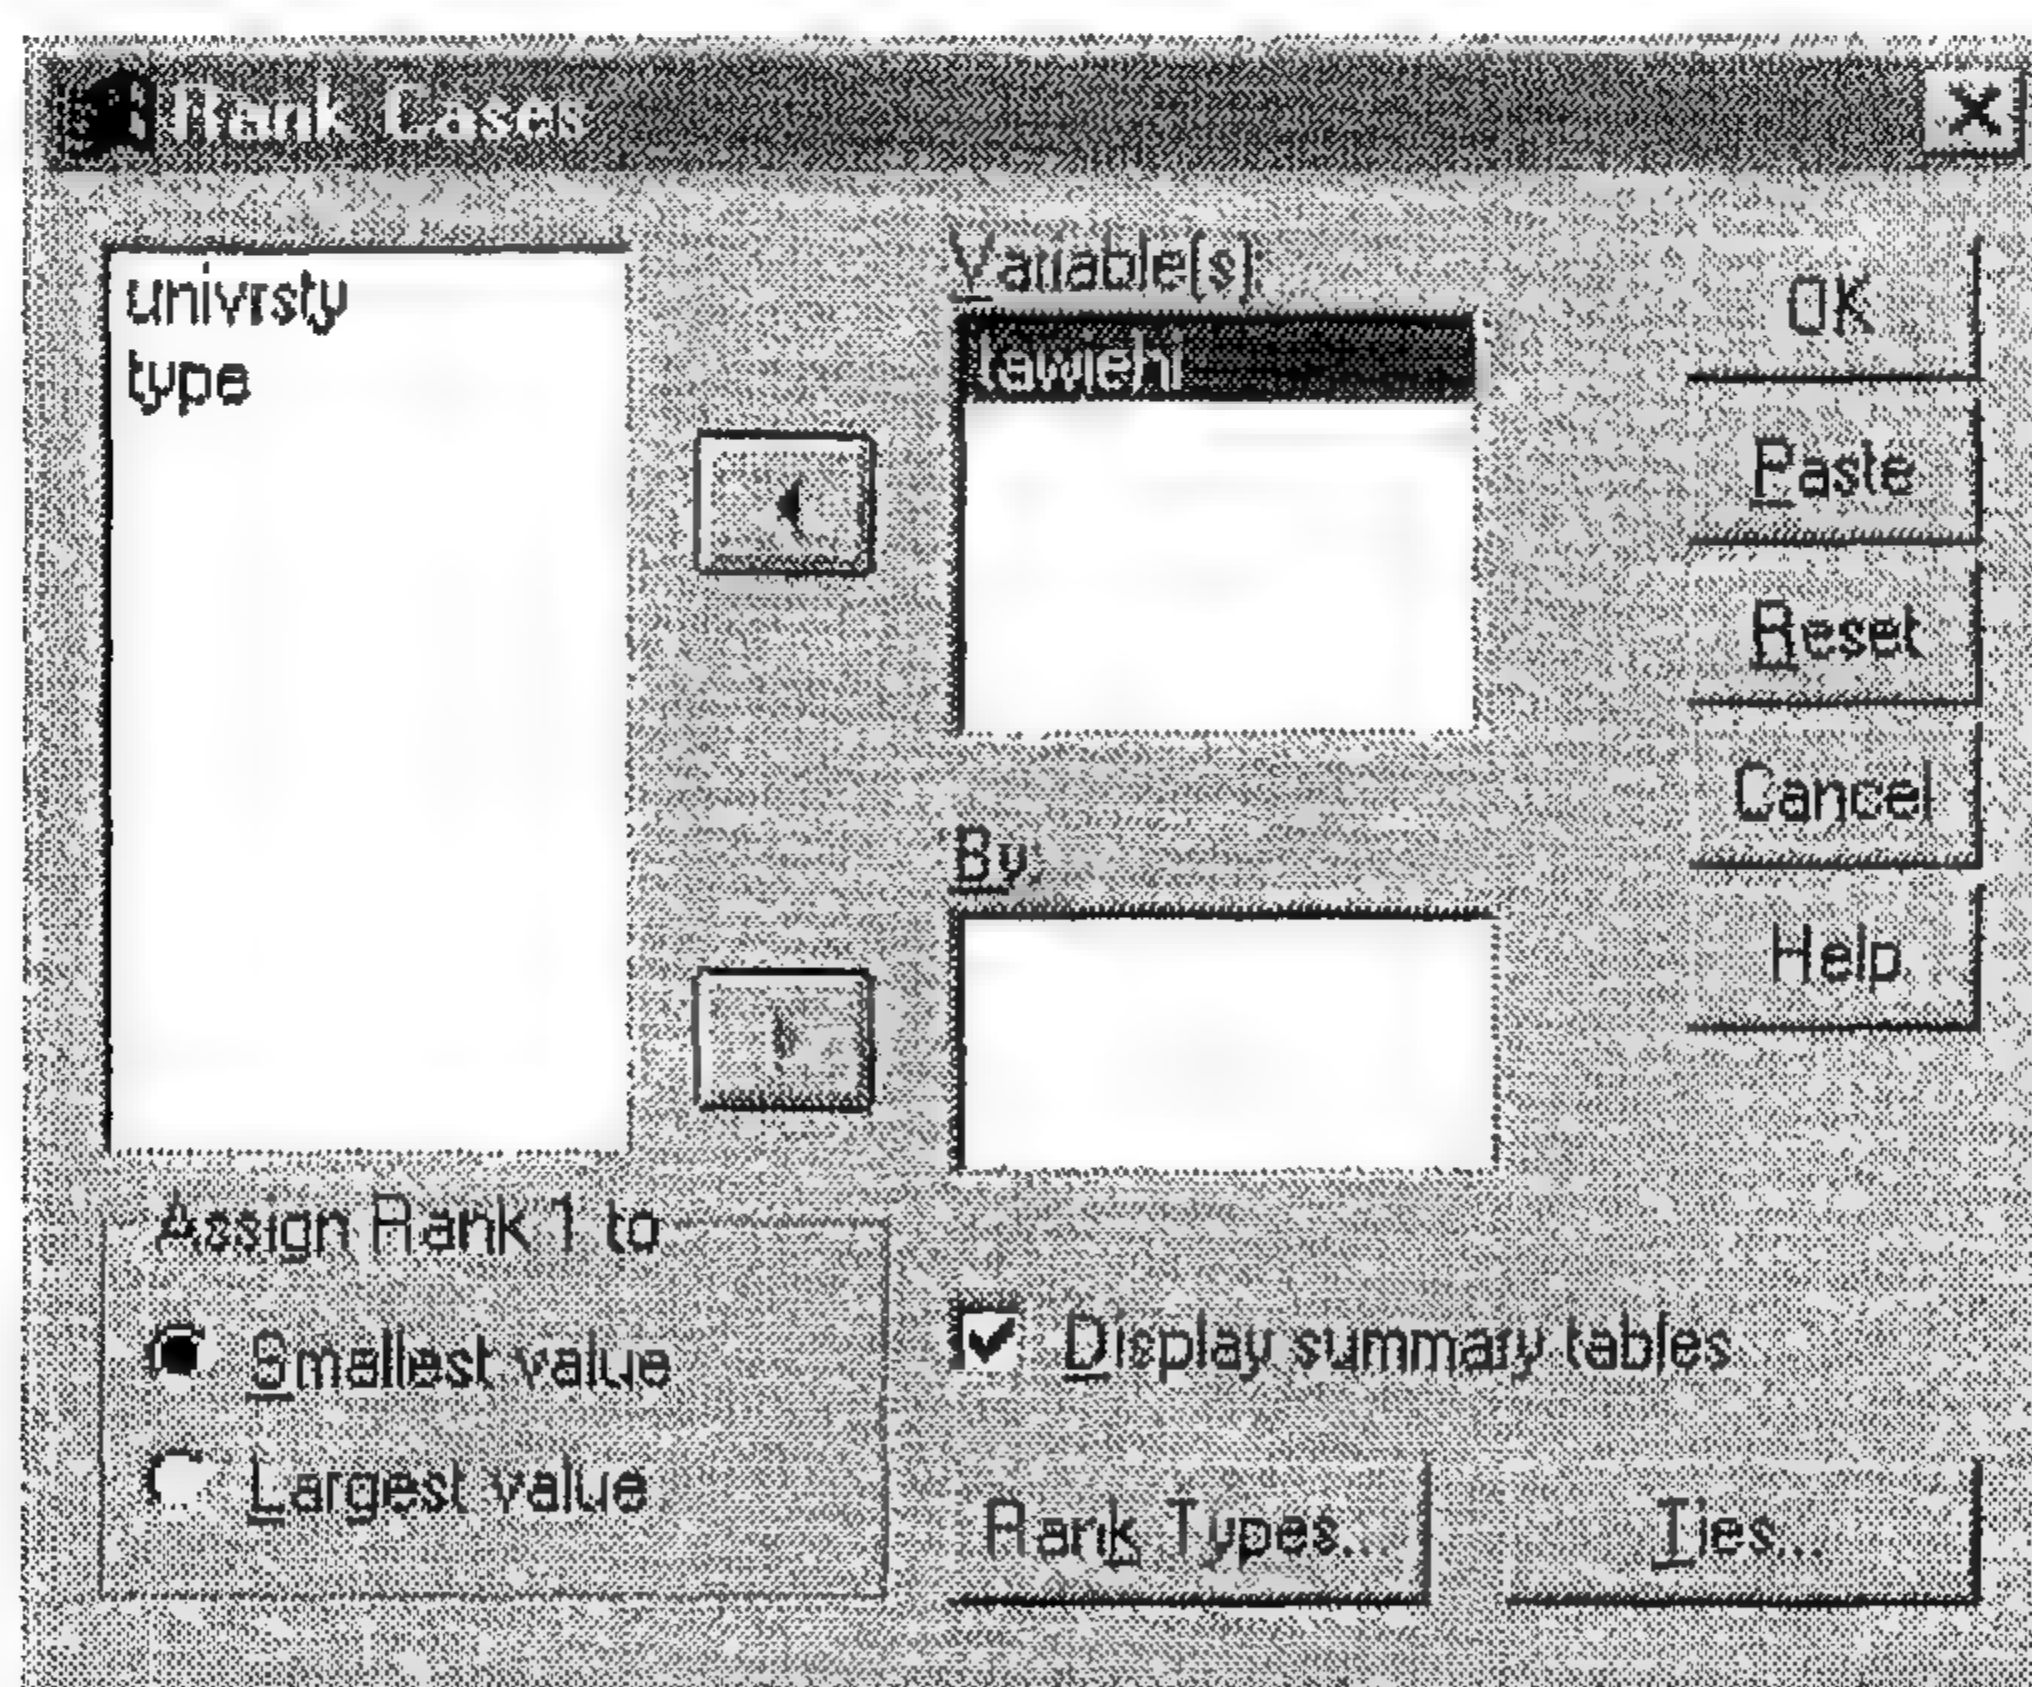 Rank Cases
univrsty
type
Variable(s):
tawjehi
By:
OK
Paste
Reset
Cancel
Help
Assign Rank 1 to
Smallest value
Largest value
Display summary tables
Rank Types...
Ties...